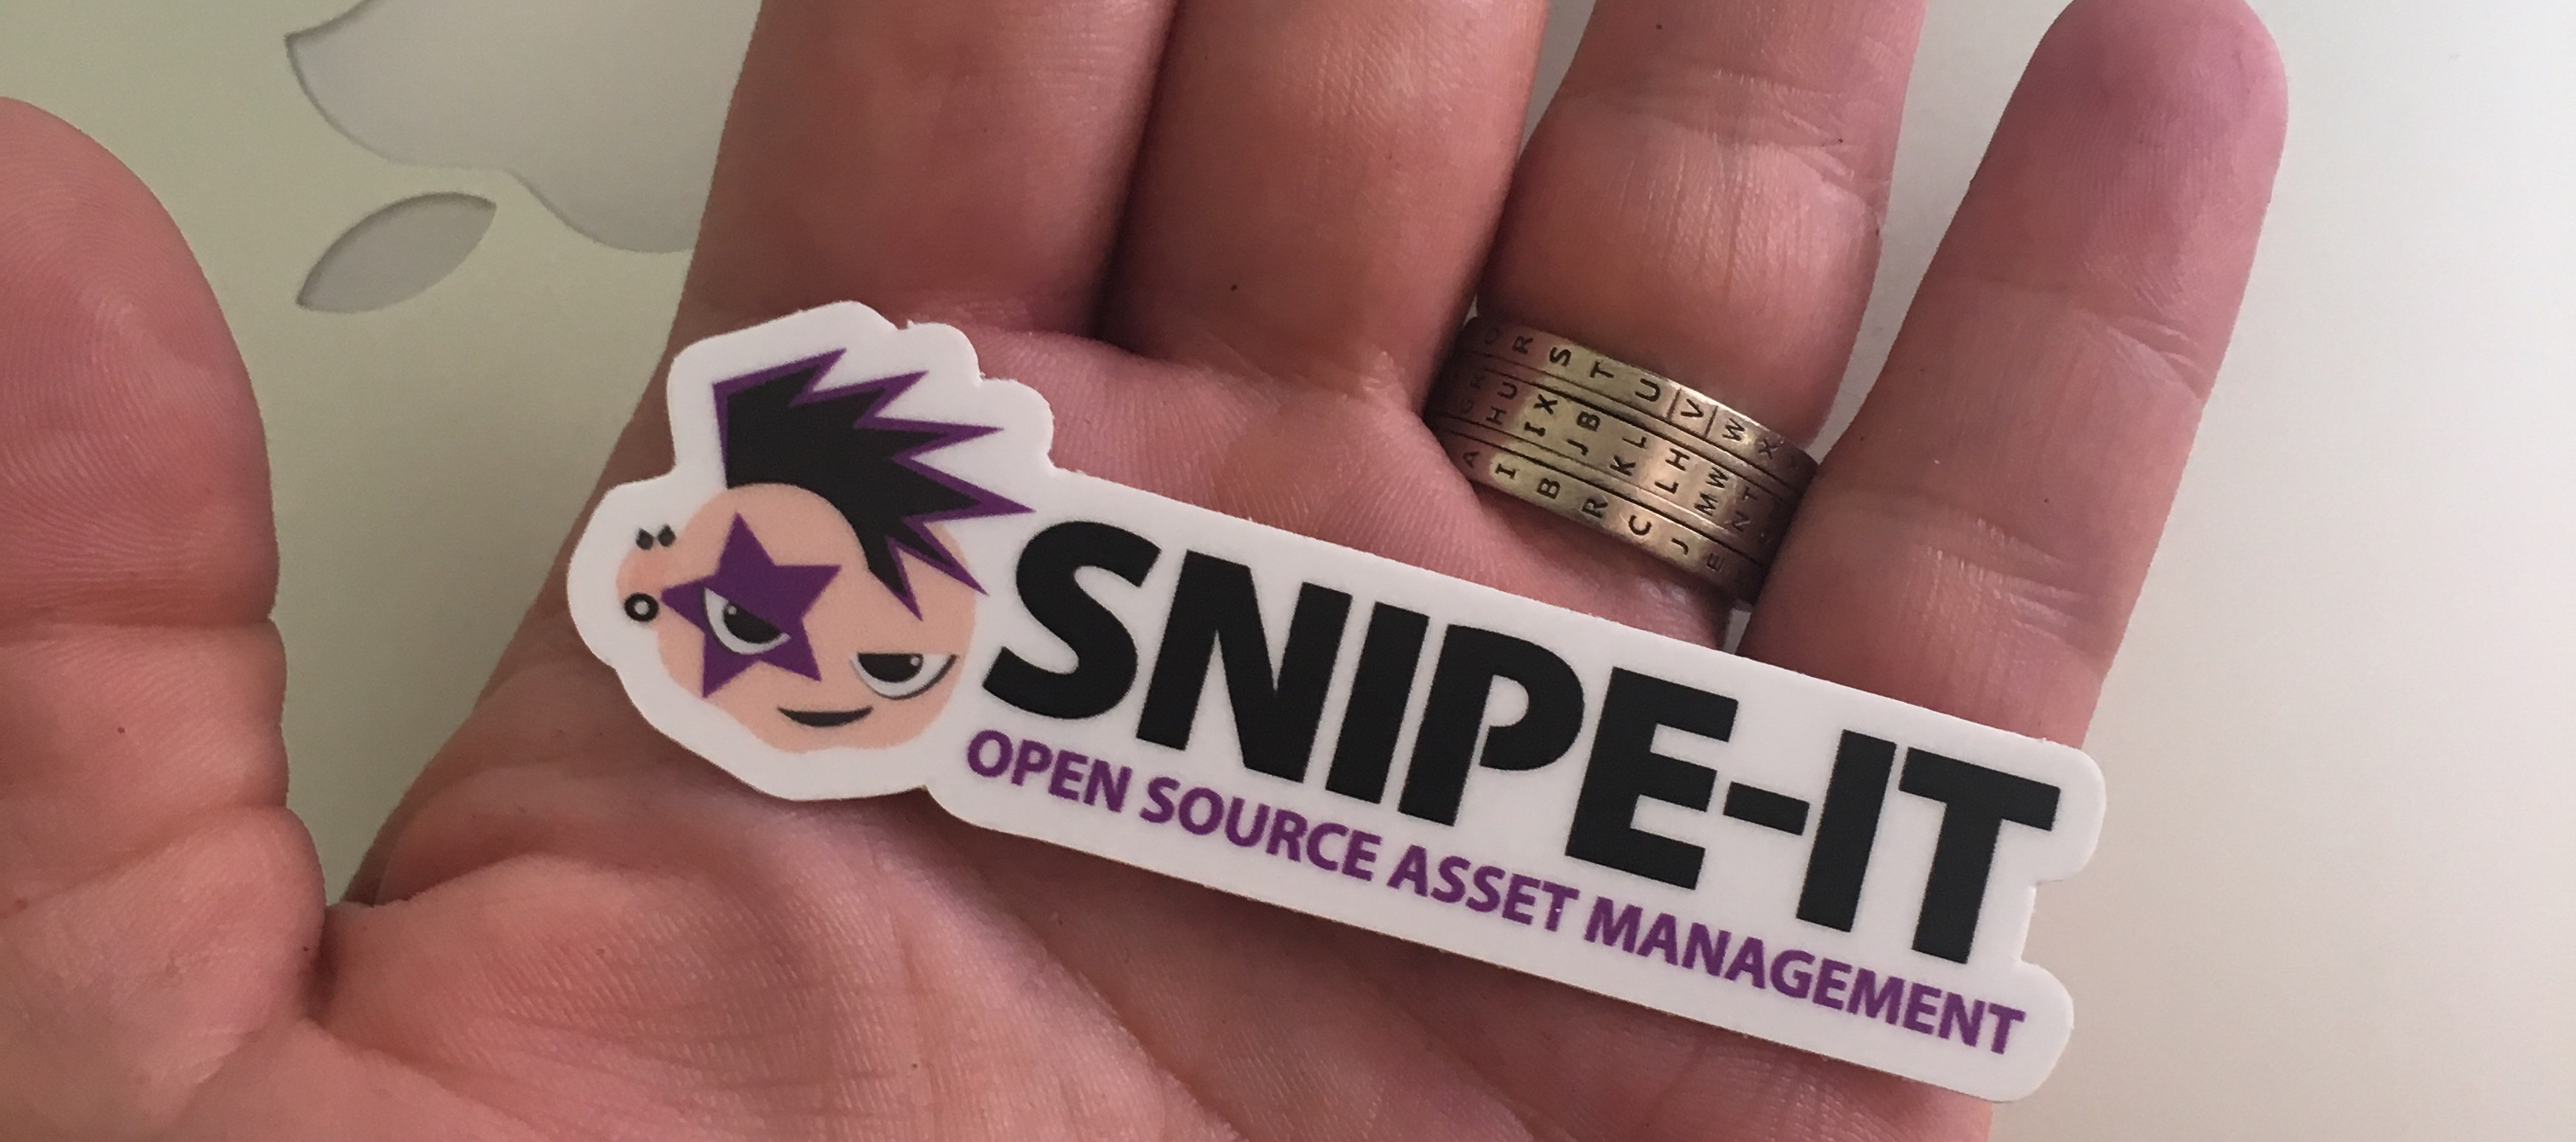 SNIPE-IT
OPEN SOURCE ASSET MANAGEMENT
R S T U V W X
H U I X J B K L L H M W N T
A I B R C J E